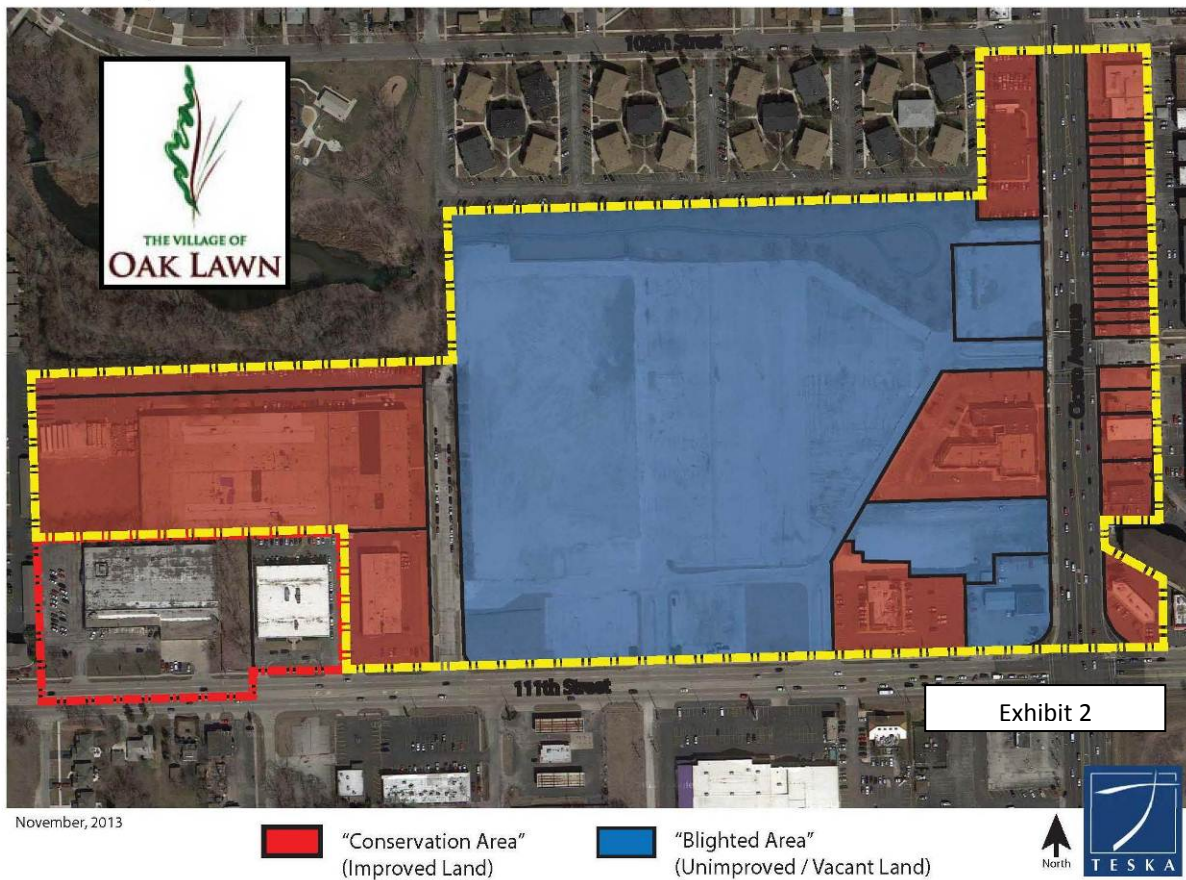 Street
THE VILLAGE OF
OAK LAWN
Cicero Avenue
111th Street
Exhibit 2
November, 2013
"Conservation Area"
(Improved Land)
"Blighted Area"
(Unimproved / Vacant Land)
North
TESKA